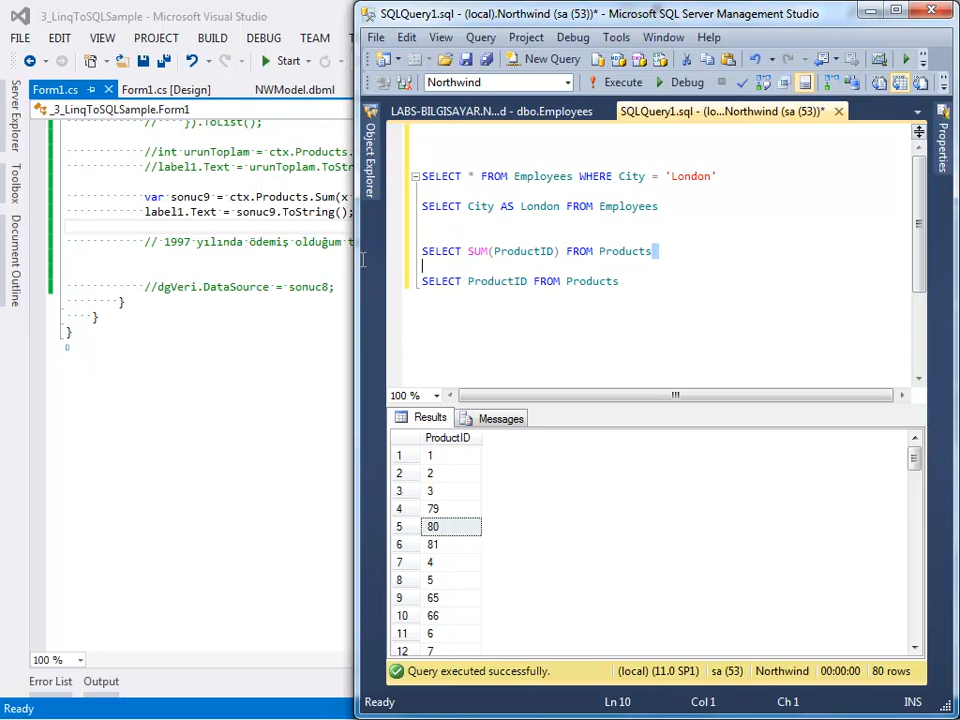 3_LinqToSQLSample - Microsoft Visual Studio
FILE EDIT VIEW PROJECT BUILD DEBUG TEAM
Start
Form1.cs Form1.cs [Design] NWModel.dbml
_3_LinqToSQLSample.Form1
Server Explorer
Toolbox
Document Outline
// }).ToList();
//int urunToplam = ctx.Products.
//label1.Text = urunToplam.ToStr
var sonuc9 = ctx.Products.Sum(x
label1.Text = sonuc9.ToString();
// 1997 yılında ödemiş olduğum t
//dgVeri.DataSource = sonuc8;
}
}
}
100 %
Error List Output
Ready
SQLQuery1.sql - (local).Northwind (sa (53))* - Microsoft SQL Server Management Studio
File Edit View Query Project Debug Tools Window Help
New Query
Northwind Execute Debug
LABS-BILGISAYAR.N...d - dbo.Employees SQLQuery1.sql - (lo...Northwind (sa (53))*
Object Explorer
Properties
SELECT * FROM Employees WHERE City = 'London'
SELECT City AS London FROM Employees
SELECT SUM(ProductID) FROM Products
SELECT ProductID FROM Products
100 %
Results Messages
ProductID
1 1
2 2
3 3
4 79
5 80
6 81
7 4
8 5
9 65
10 66
11 6
12 7
Query executed successfully. (local) (11.0 SP1) sa (53) Northwind 00:00:00 80 rows
Ready Ln 10 Col 1 Ch 1 INS